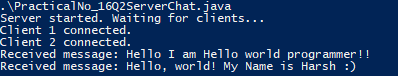 .\PracticalNo_16Q2ServerChat.java
Server started. Waiting for clients...
Client 1 connected.
Client 2 connected.
Received message: Hello I am Hello world programmer!!
Received message: Hello, world! My Name is Harsh :)